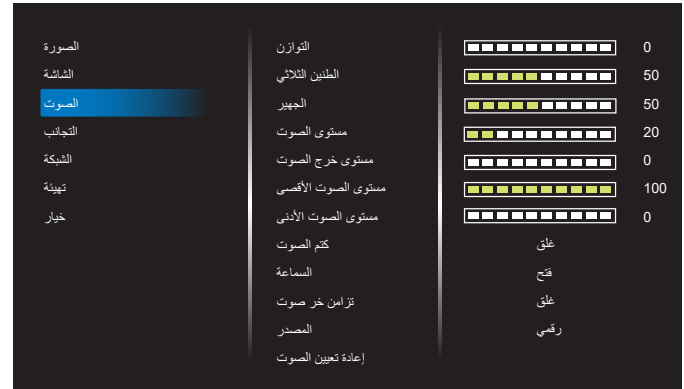 الصورة
الشاشة
الصوت
التجانب
الشبكة
تهيئة
خيار
التوازن 0
الطنين الثلاثي 50
الجهير 50
مستوى الصوت 20
مستوى خرج الصوت 0
مستوى الصوت الأقصى 100
مستوى الصوت الأدنى 0
كتم الصوت غلق
السماعة فتح
تزامن خر صوت غلق
المصدر رقمي
إعادة تعيين الصوت